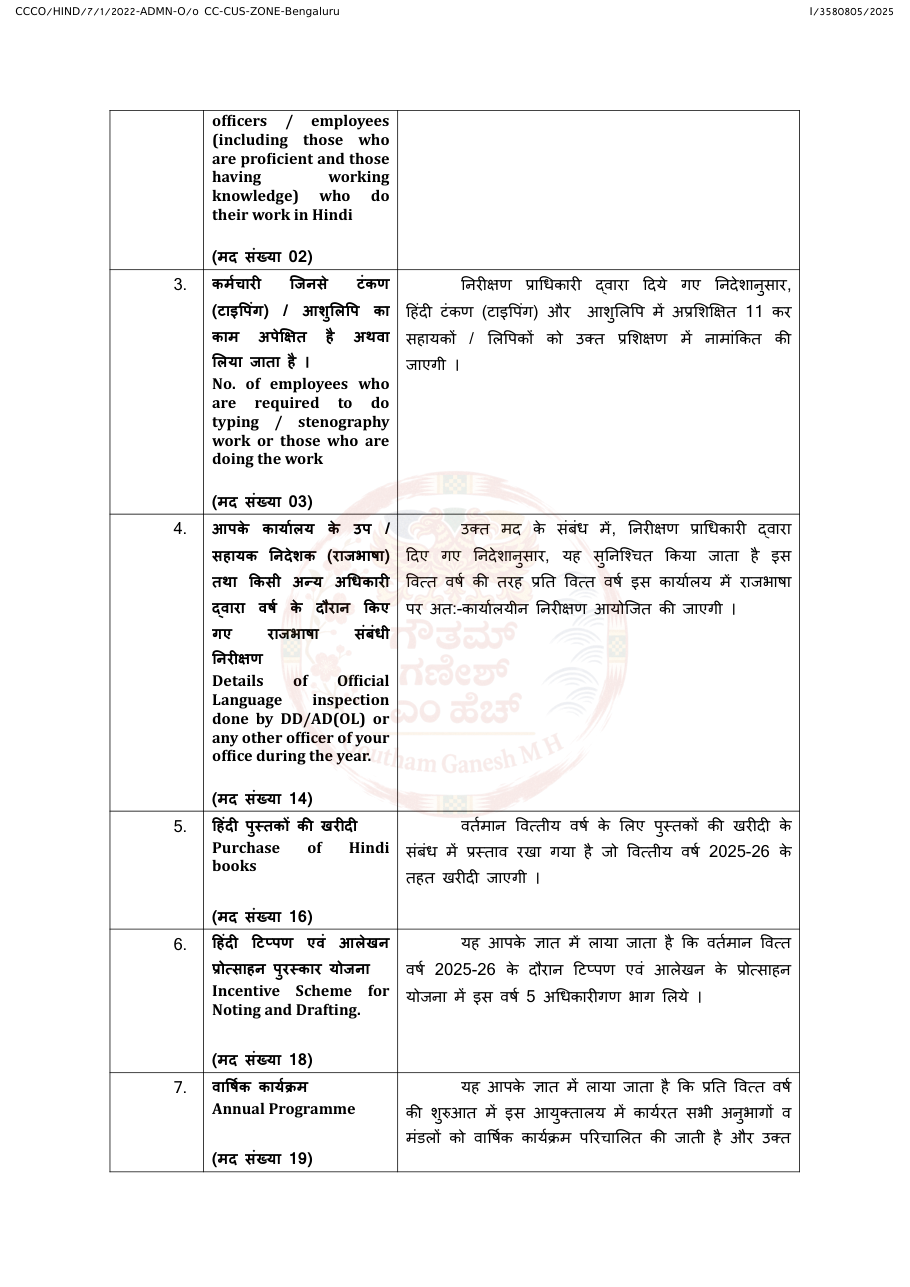 CCCO/HIND/7/1/2022-ADMN-O/o CC-CUS-ZONE-Bengaluru
I/3580805/2025
officers / employees
(including those who
are proficient and those
having working
knowledge) who do
their work in Hindi
(मद संख्या 02)
3.
कर्मचारी जिनसे टंकण
(टाइपिंग) / आशुलिपि का
काम अपेक्षित है अथवा
लिया जाता है ।
No. of employees who
are required to do
typing / stenography
work or those who are
doing the work
(मद संख्या 03)
निरीक्षण प्राधिकारी द्वारा दिये गए निदेशानुसार,
हिंदी टंकण (टाइपिंग) और आशुलिपि में अप्रशिक्षित 11 कर
सहायकों / लिपिकों को उक्त प्रशिक्षण में नामांकित की
जाएगी ।
4.
आपके कार्यालय के उप /
सहायक निदेशक (राजभाषा)
तथा किसी अन्य अधिकारी
द्वारा वर्ष के दौरान किए
गए राजभाषा संबंधी
निरीक्षण
Details of Official
Language inspection
done by DD/AD(OL) or
any other officer of your
office during the year.
(मद संख्या 14)
उक्त मद के संबंध में, निरीक्षण प्राधिकारी द्वारा
दिए गए निदेशानुसार, यह सुनिश्चित किया जाता है इस
वित्त वर्ष की तरह प्रति वित्त वर्ष इस कार्यालय में राजभाषा
पर अत:-कार्यालयीन निरीक्षण आयोजित की जाएगी ।
ಗೌತಮ್
ಗಣೇಶ್
ಎಂ ಹೆಚ್
Goutham Ganesh M H
5.
हिंदी पुस्तकों की खरीदी
Purchase of Hindi
books
(मद संख्या 16)
वर्तमान वित्तीय वर्ष के लिए पुस्तकों की खरीदी के
संबंध में प्रस्ताव रखा गया है जो वित्तीय वर्ष 2025-26 के
तहत खरीदी जाएगी ।
6.
हिंदी टिप्पण एवं आलेखन
प्रोत्साहन पुरस्कार योजना
Incentive Scheme for
Noting and Drafting.
(मद संख्या 18)
यह आपके ज्ञात में लाया जाता है कि वर्तमान वित्त
वर्ष 2025-26 के दौरान टिप्पण एवं आलेखन के प्रोत्साहन
योजना में इस वर्ष 5 अधिकारीगण भाग लिये ।
7.
वार्षिक कार्यक्रम
Annual Programme
(मद संख्या 19)
यह आपके ज्ञात में लाया जाता है कि प्रति वित्त वर्ष
की शुरुआत में इस आयुक्तालय में कार्यरत सभी अनुभागों व
मंडलों को वार्षिक कार्यक्रम परिचालित की जाती है और उक्त